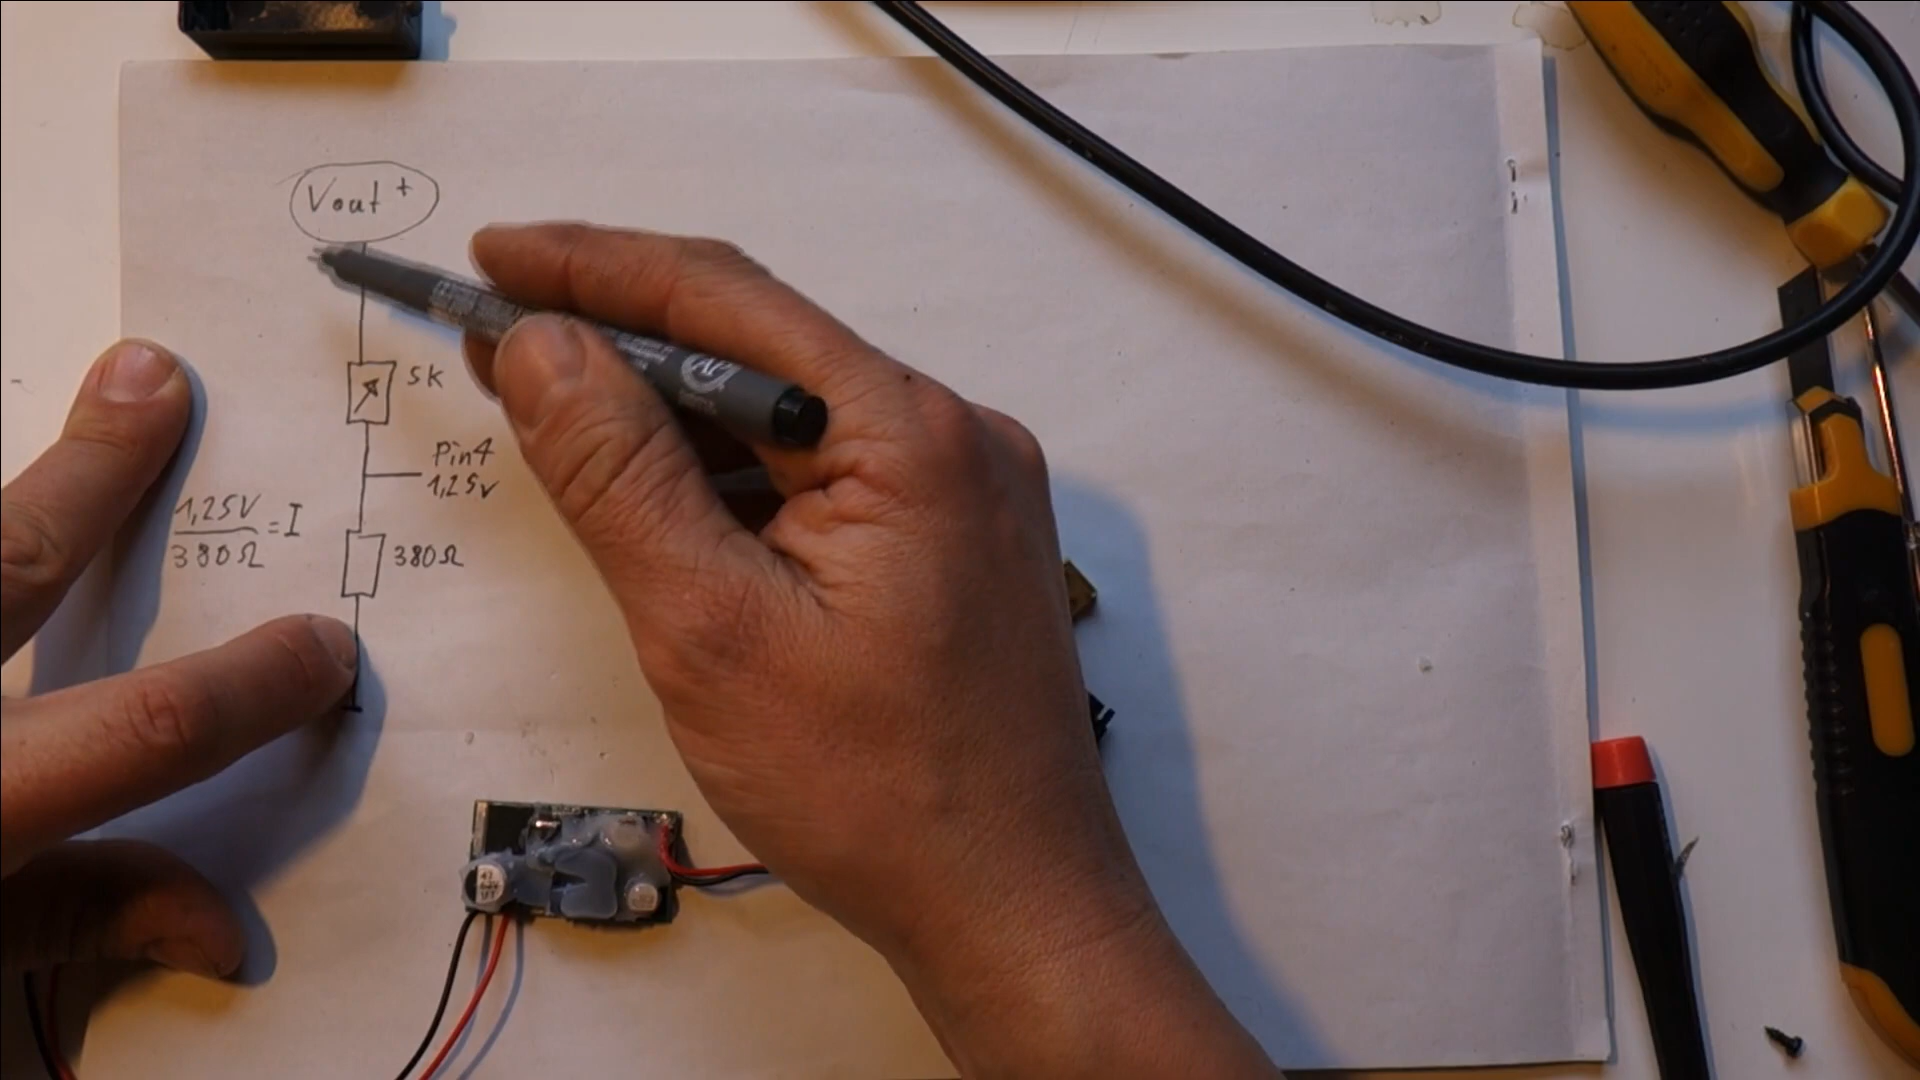 Vout +
5K
Pin4
1,25v
1,25V
380Ω
=I
380Ω